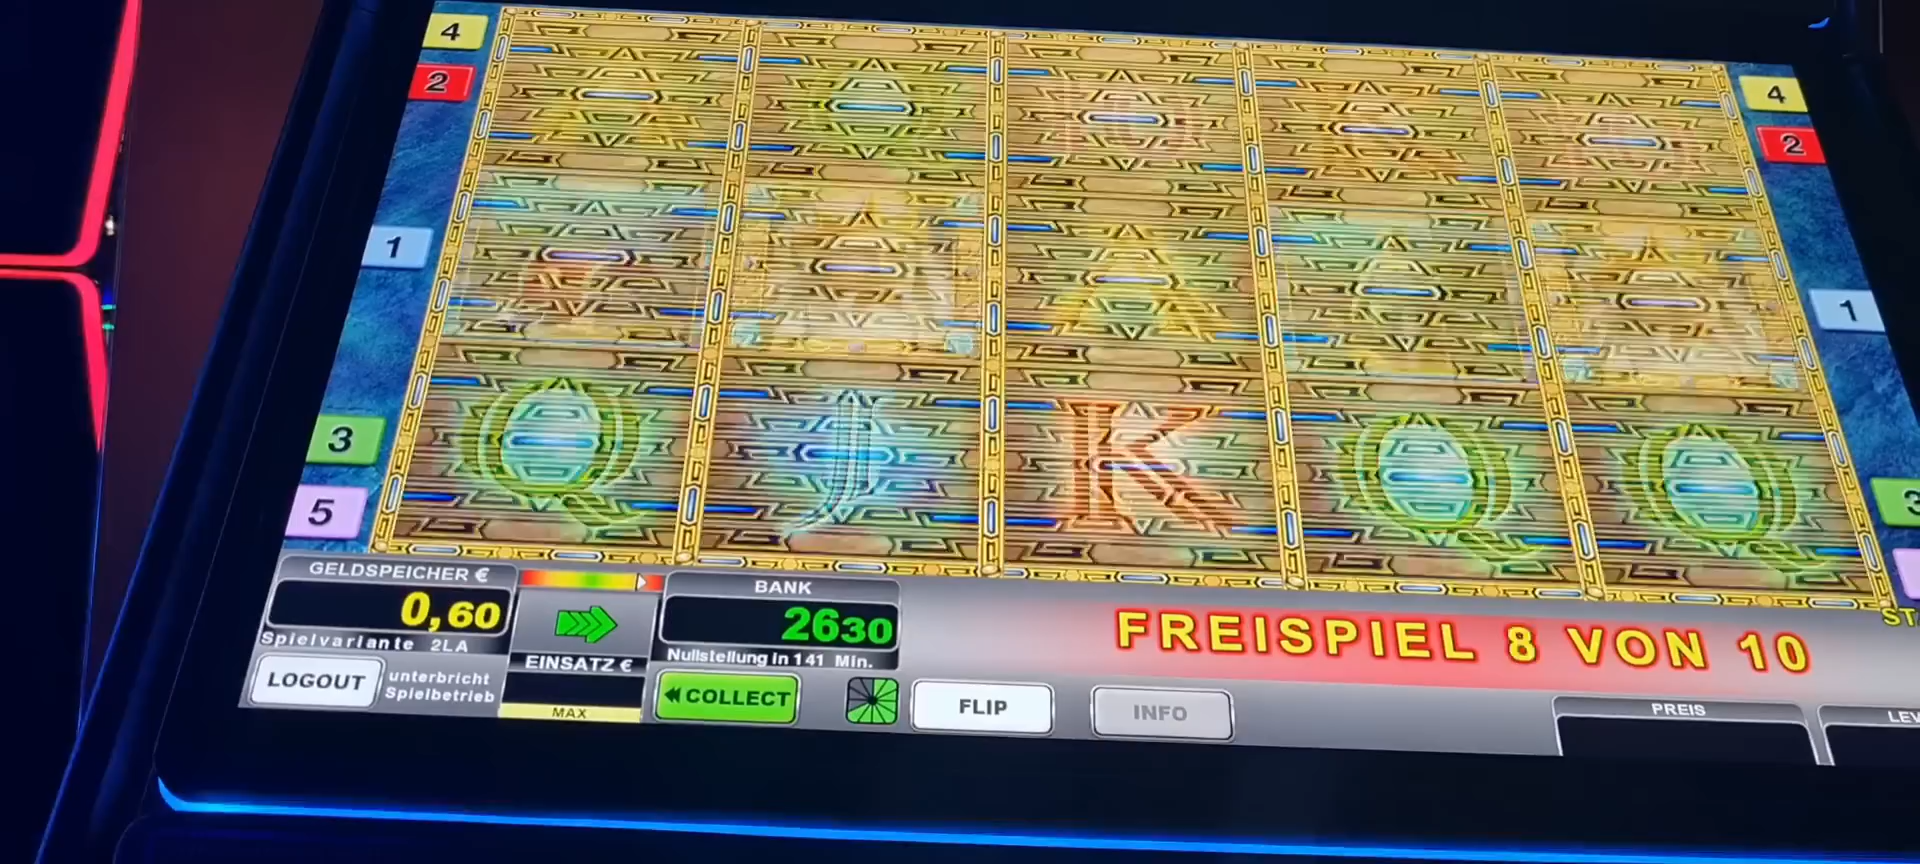 4
4
2
2
1
1
Q J K Q Q
3
3
5
GELDSPEICHER €
0,60
Spielvariante 2LA
LOGOUT
unterbricht
Spielbetrieb
EINSATZ €
MAX
BANK
2630
Nullstellung in 141 Min.
COLLECT
FLIP
INFO
FREISPIEL 8 VON 10
PREIS